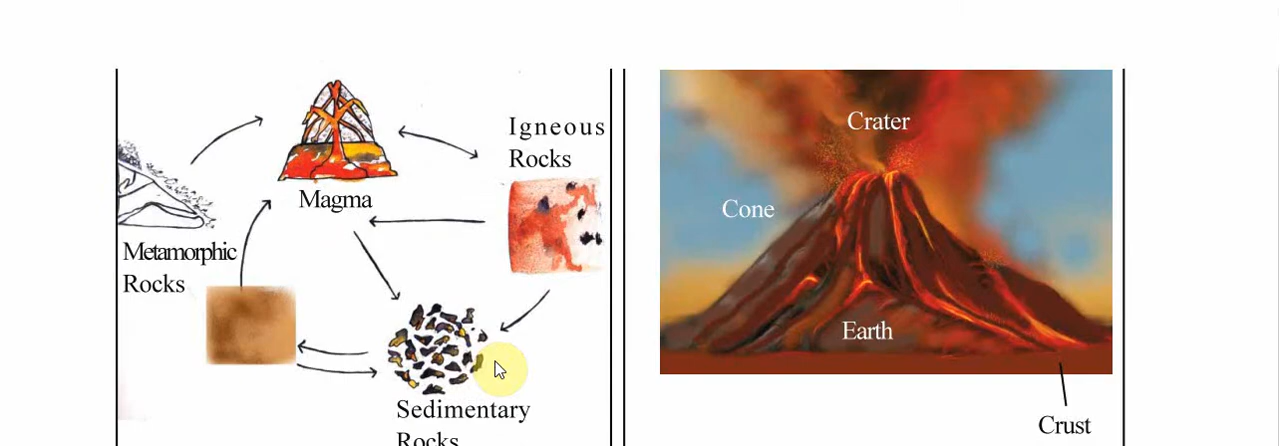 Igneous
Rocks
Magma
Metamorphic
Rocks
Sedimentary
Rocks
Crater
Cone
Earth
Crust